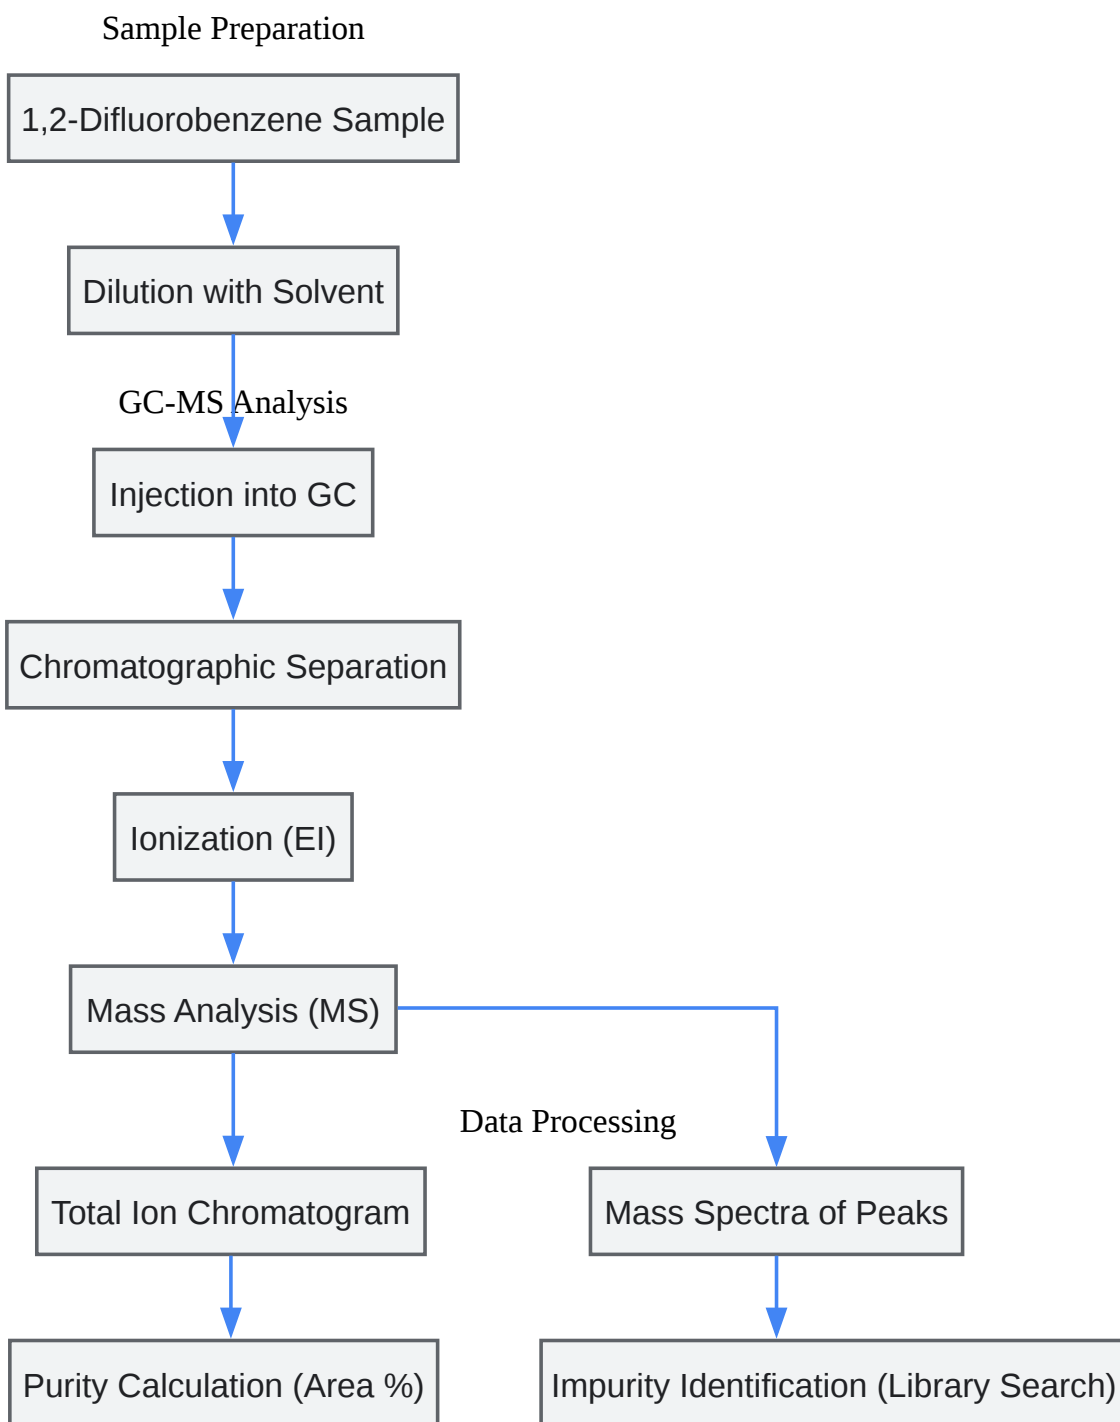 Sample Preparation
1,2-Difluorobenzene Sample
Dilution with Solvent
GC-MS Analysis
Injection into GC
Chromatographic Separation
Ionization (EI)
Mass Analysis (MS)
Data Processing
Total Ion Chromatogram
Mass Spectra of Peaks
Purity Calculation (Area %)
Impurity Identification (Library Search)